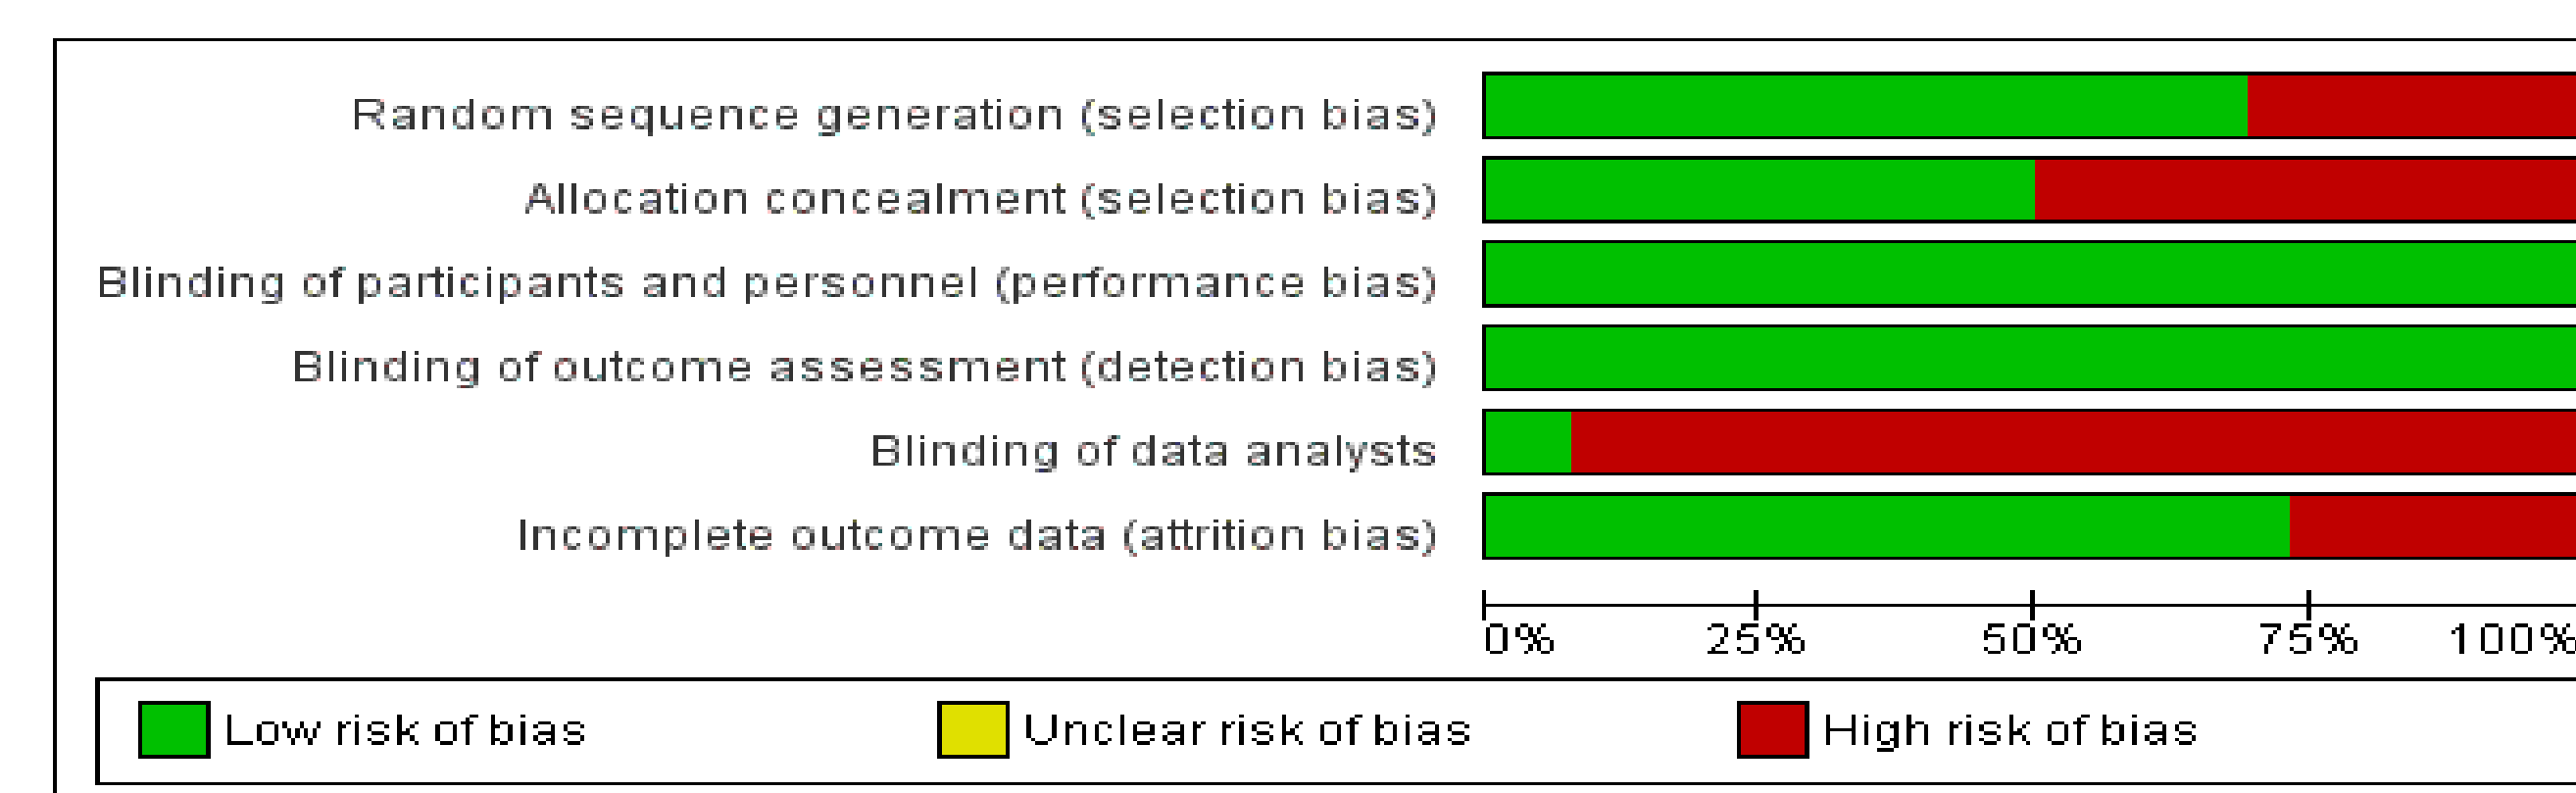 Random sequence generation (selection bias)
Allocation concealment (selection bias)
Blinding of participants and personnel (performance bias)
Blinding of outcome assessment (detection bias)
Blinding of data analysts
Incomplete outcome data (attrition bias)
0% 25% 50% 75% 100%
Low risk of bias Unclear risk of bias High risk of bias